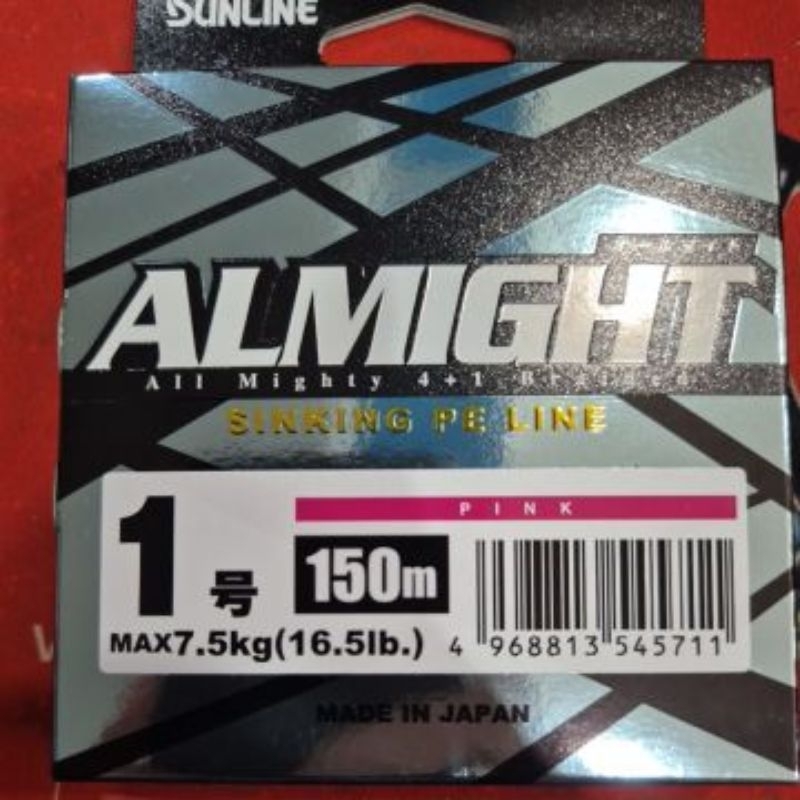 SUNLINE
ALMIGHT
All Mighty 4+1 Braided
SINKING PE LINE
PINK
1号
150m
MAX7.5kg(16.5lb.)
4 968813 545711
MADE IN JAPAN